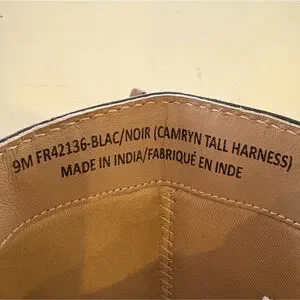 9M FR42136-BLAC/NOIR (CAMRYN TALL HARNESS)
MADE IN INDIA/FABRIQUÉ EN INDE